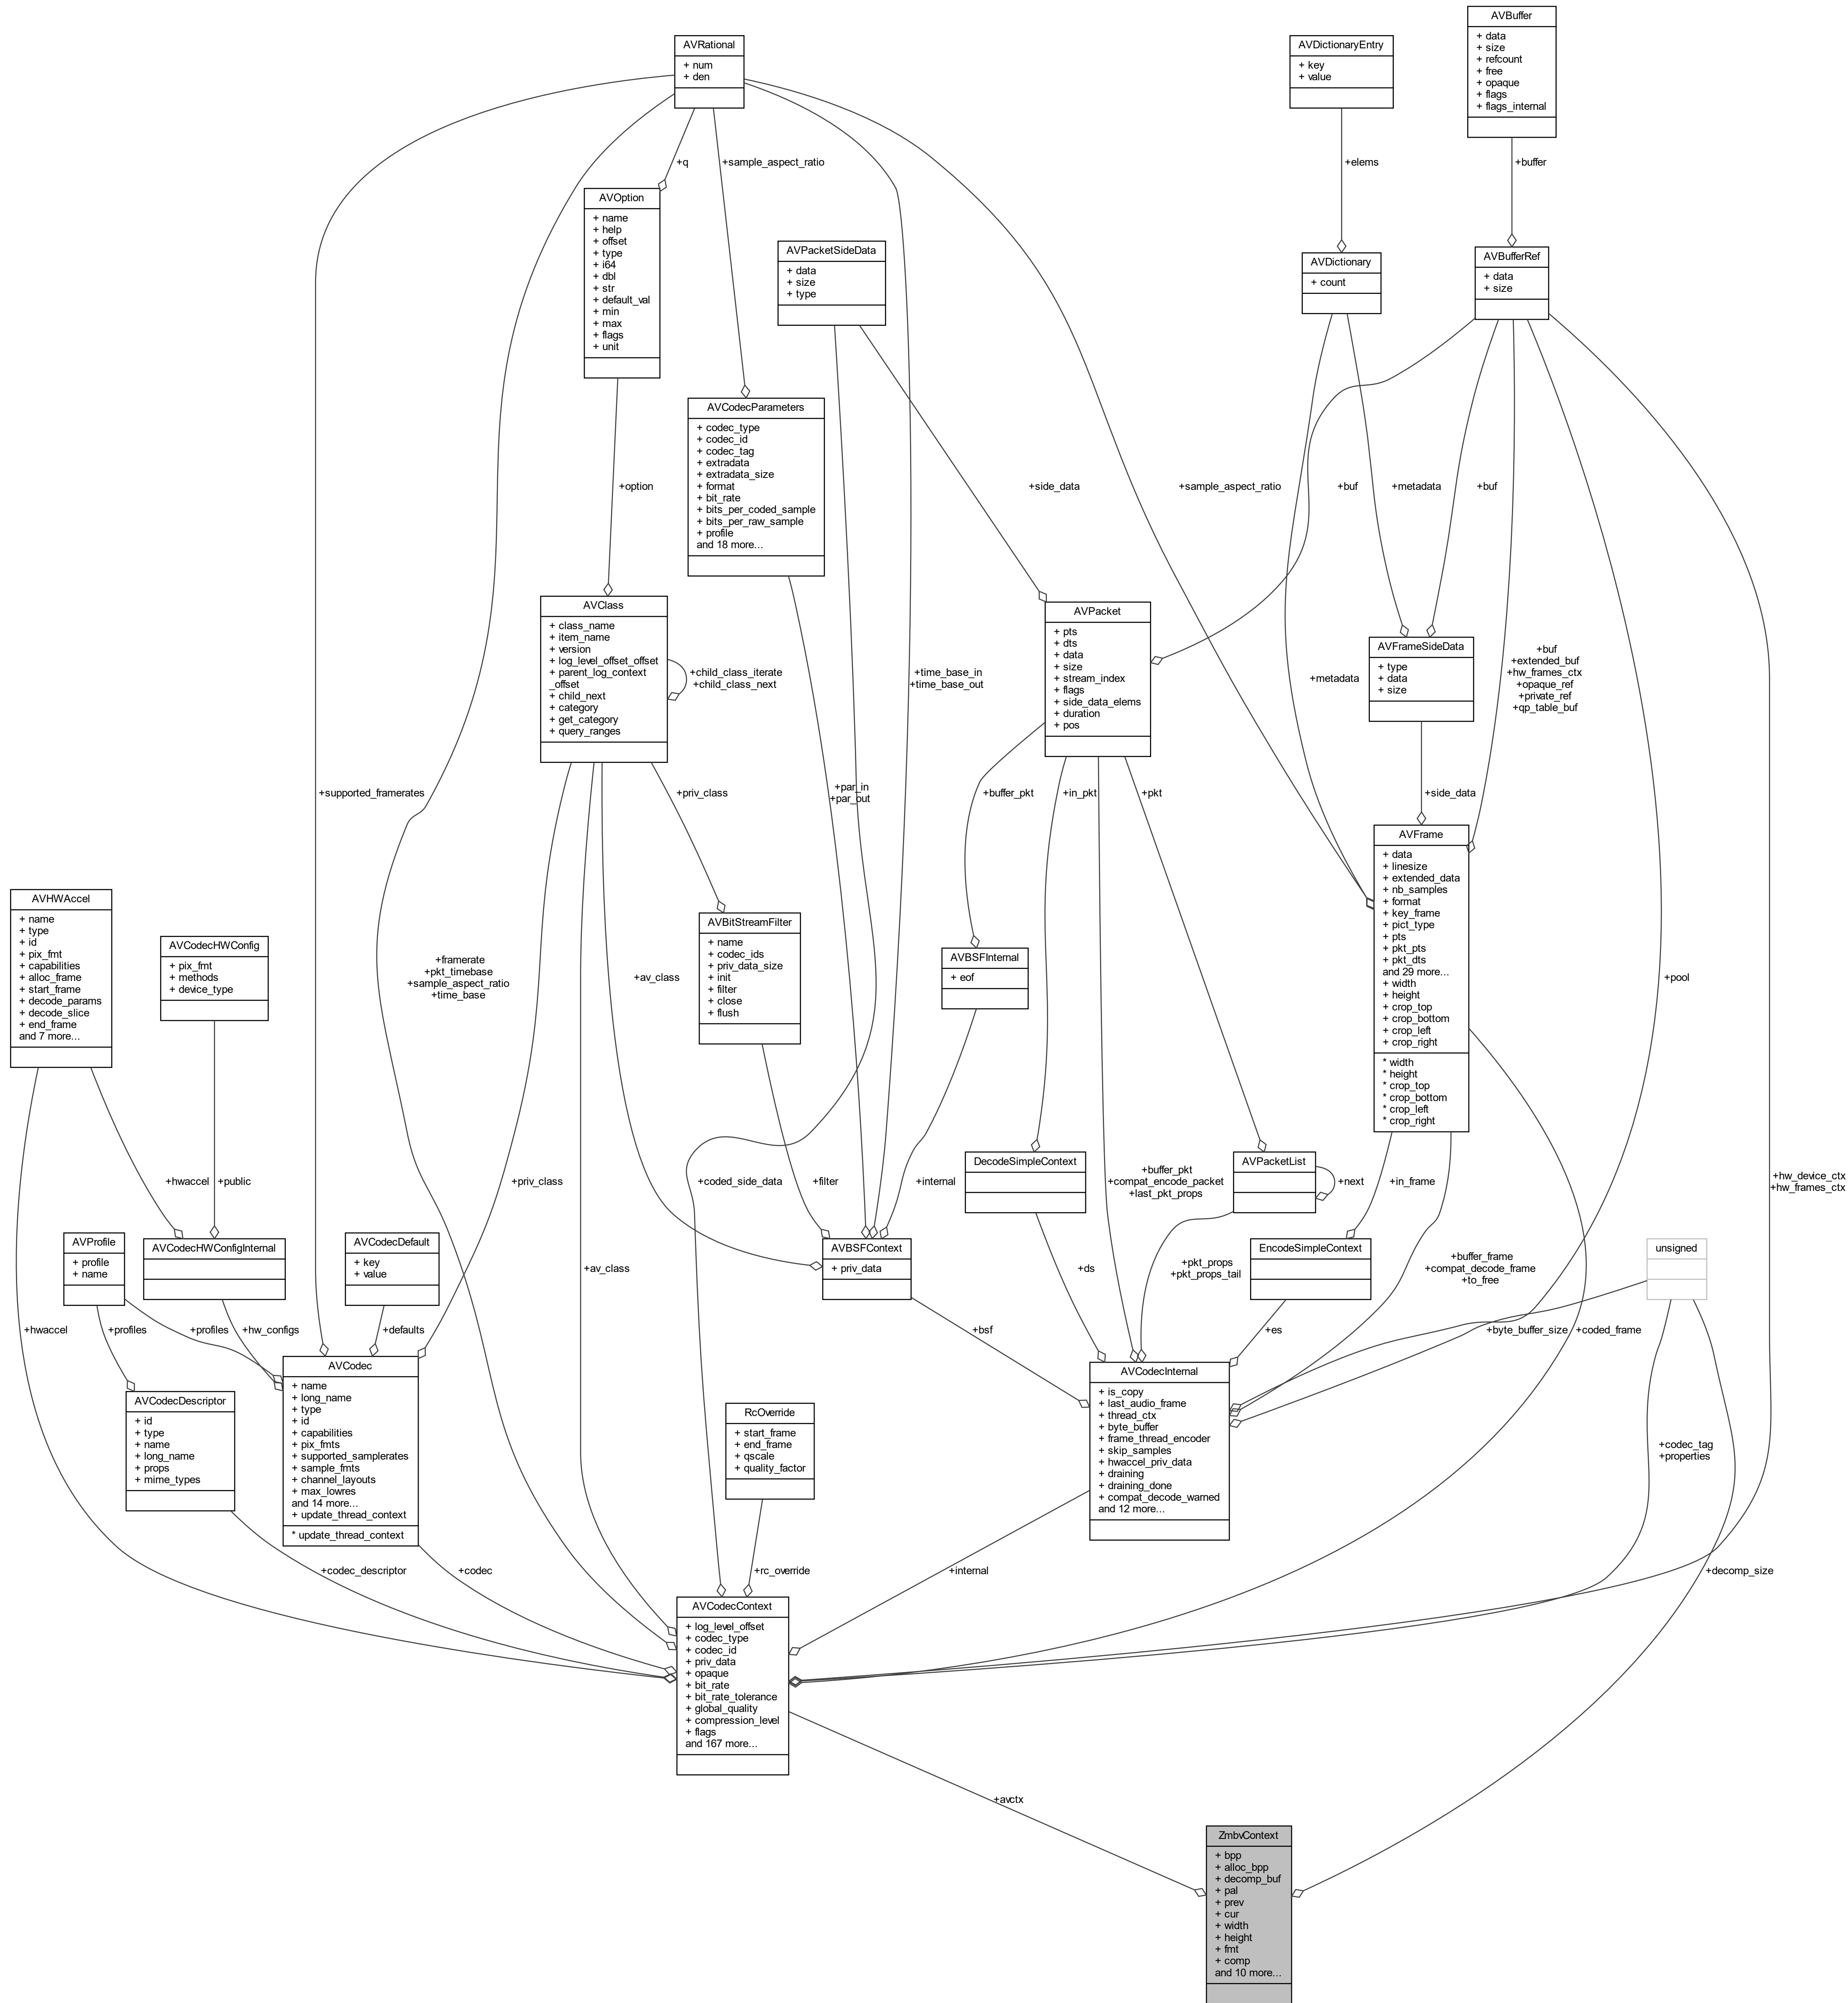 AVBuffer
+ data
+ size
+ refcount
+ free
+ opaque
+ flags
+ flags_internal
AVRational
+ num
+ den
AVDictionaryEntry
+ key
+ value
+q
+sample_aspect_ratio
+elems
+buffer
AVOption
+ name
+ help
+ offset
+ type
+ i64
+ dbl
+ str
+ default_val
+ min
+ max
+ flags
+ unit
AVPacketSideData
+ data
+ size
+ type
AVDictionary
+ count
AVBufferRef
+ data
+ size
AVCodecParameters
+ codec_type
+ codec_id
+ codec_tag
+ extradata
+ extradata_size
+ format
+ bit_rate
+ bits_per_coded_sample
+ bits_per_raw_sample
+ profile
and 18 more...
+option
+side_data
+sample_aspect_ratio
+buf
+metadata
+buf
AVClass
+ class_name
+ item_name
+ version
+ log_level_offset_offset
+ parent_log_context
_offset
+ child_next
+ category
+ get_category
+ query_ranges
+child_class_iterate
+child_class_next
+time_base_in
+time_base_out
AVPacket
+ pts
+ dts
+ data
+ size
+ stream_index
+ flags
+ side_data_elems
+ duration
+ pos
+metadata
AVFrameSideData
+ type
+ data
+ size
+buf
+extended_buf
+hw_frames_ctx
+opaque_ref
+private_ref
+qp_table_buf
+supported_framerates
+priv_class
+par_in
+par_out
+buffer_pkt
+in_pkt
+pkt
+side_data
AVFrame
+ data
+ linesize
+ extended_data
+ nb_samples
+ format
+ key_frame
+ pict_type
+ pts
+ pkt_pts
+ pkt_dts
and 29 more...
+ width
+ height
+ crop_top
+ crop_bottom
+ crop_left
+ crop_right
* width
* height
* crop_top
* crop_bottom
* crop_left
* crop_right
AVHWAccel
+ name
+ type
+ id
+ pix_fmt
+ capabilities
+ alloc_frame
+ start_frame
+ decode_params
+ decode_slice
+ end_frame
and 7 more...
AVCodecHWConfig
+ pix_fmt
+ methods
+ device_type
+framerate
+pkt_timebase
+sample_aspect_ratio
+time_base
+av_class
AVBitStreamFilter
+ name
+ codec_ids
+ priv_data_size
+ init
+ filter
+ close
+ flush
AVBSFInternal
+ eof
+pool
+hwaccel
+public
+priv_class
+coded_side_data
+filter
+internal
DecodeSimpleContext
+buffer_pkt
+compat_encode_packet
+last_pkt_props
AVPacketList
+next
+in_frame
+hw_device_ctx
+hw_frames_ctx
AVProfile
+ profile
+ name
AVCodecHWConfigInternal
AVCodecDefault
+ key
+ value
+av_class
AVBSFContext
+ priv_data
+ds
+pkt_props
+pkt_props_tail
EncodeSimpleContext
+buffer_frame
+compat_decode_frame
+to_free
unsigned
+hwaccel
+profiles
+profiles
+hw_configs
+defaults
+bsf
+es
+byte_buffer_size
+coded_frame
AVCodecDescriptor
+ id
+ type
+ name
+ long_name
+ props
+ mime_types
AVCodec
+ name
+ long_name
+ type
+ id
+ capabilities
+ pix_fmts
+ supported_samplerates
+ sample_fmts
+ channel_layouts
+ max_lowres
and 14 more...
+ update_thread_context
* update_thread_context
RcOverride
+ start_frame
+ end_frame
+ qscale
+ quality_factor
AVCodecInternal
+ is_copy
+ last_audio_frame
+ thread_ctx
+ byte_buffer
+ frame_thread_encoder
+ skip_samples
+ hwaccel_priv_data
+ draining
+ draining_done
+ compat_decode_warned
and 12 more...
+codec_tag
+properties
+codec_descriptor
+codec
+rc_override
+internal
+decomp_size
AVCodecContext
+ log_level_offset
+ codec_type
+ codec_id
+ priv_data
+ opaque
+ bit_rate
+ bit_rate_tolerance
+ global_quality
+ compression_level
+ flags
and 167 more...
+avctx
ZmbvContext
+ bpp
+ alloc_bpp
+ decomp_buf
+ pal
+ prev
+ cur
+ width
+ height
+ fmt
+ comp
and 10 more...